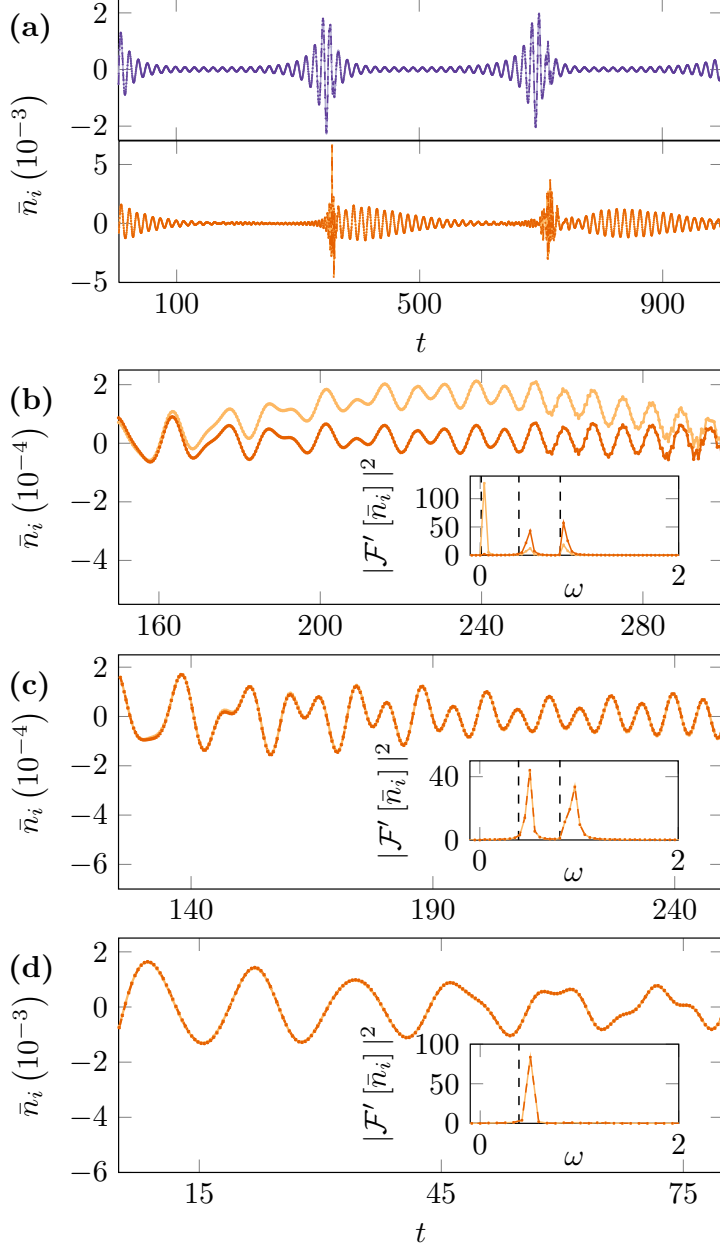 (a)
2
0
−2
n̄ᵢ (10⁻³)
5
0
−5
100 500 900
t
(b)
2
0
−2
−4
n̄ᵢ (10⁻⁴)
|ℱ′ [n̄ᵢ]|²
100
50
0
0 2
ω
160 200 240 280
(c)
2
0
−2
−4
−6
n̄ᵢ (10⁻⁴)
|ℱ′ [n̄ᵢ]|²
40
0
0 2
ω
140 190 240
(d)
2
0
−2
−4
−6
n̄ᵢ (10⁻³)
|ℱ′ [n̄ᵢ]|²
100
50
0
0 2
ω
15 45 75
t